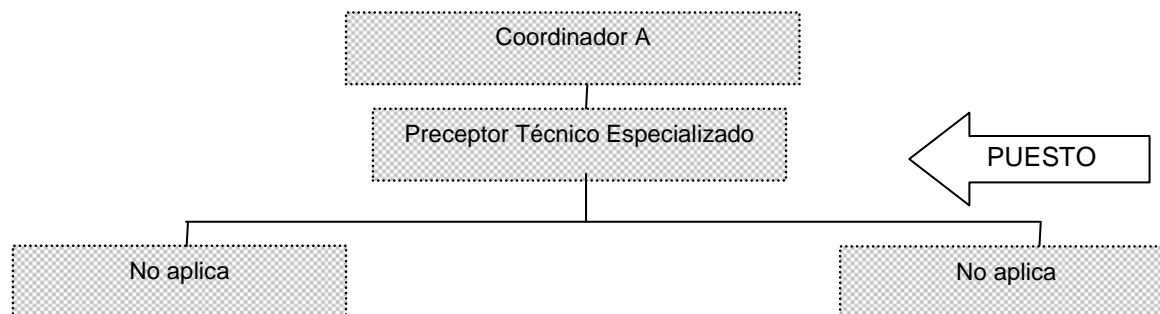 Coordinador A
Preceptor Técnico Especializado
PUESTO
No aplica
No aplica